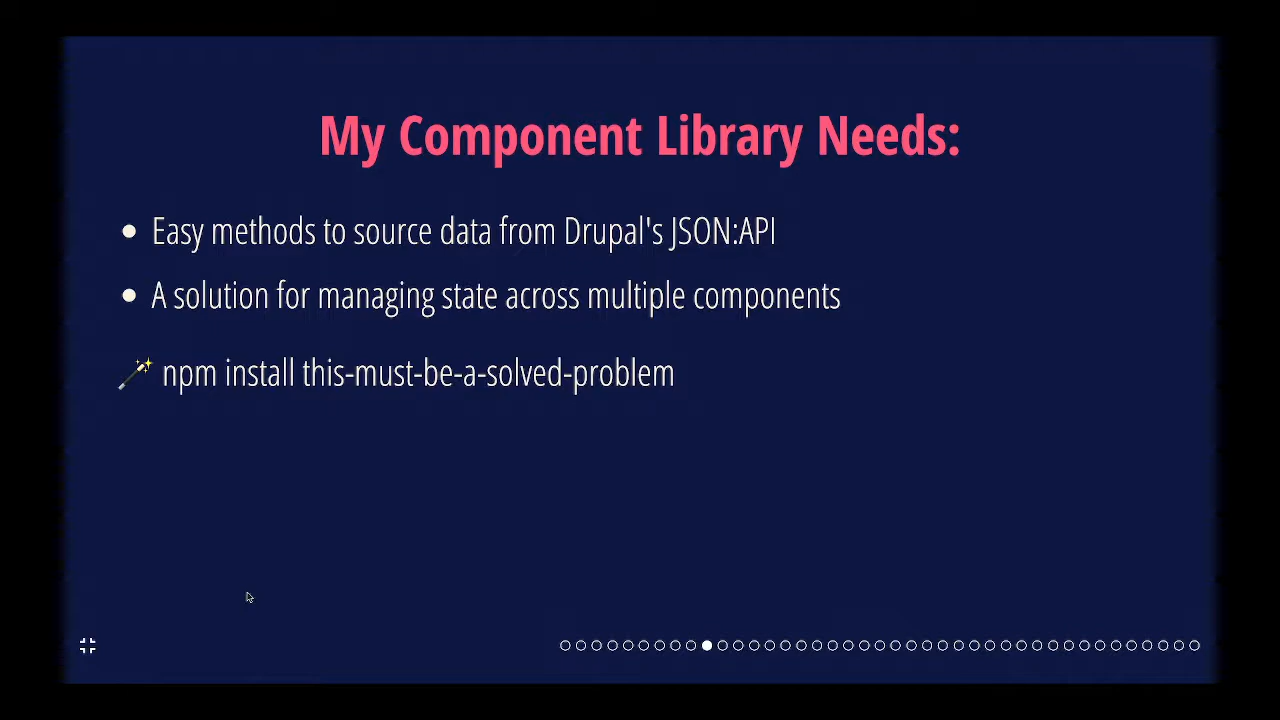 My Component Library Needs:
• Easy methods to source data from Drupal's JSON:API
• A solution for managing state across multiple components
🪄 npm install this-must-be-a-solved-problem